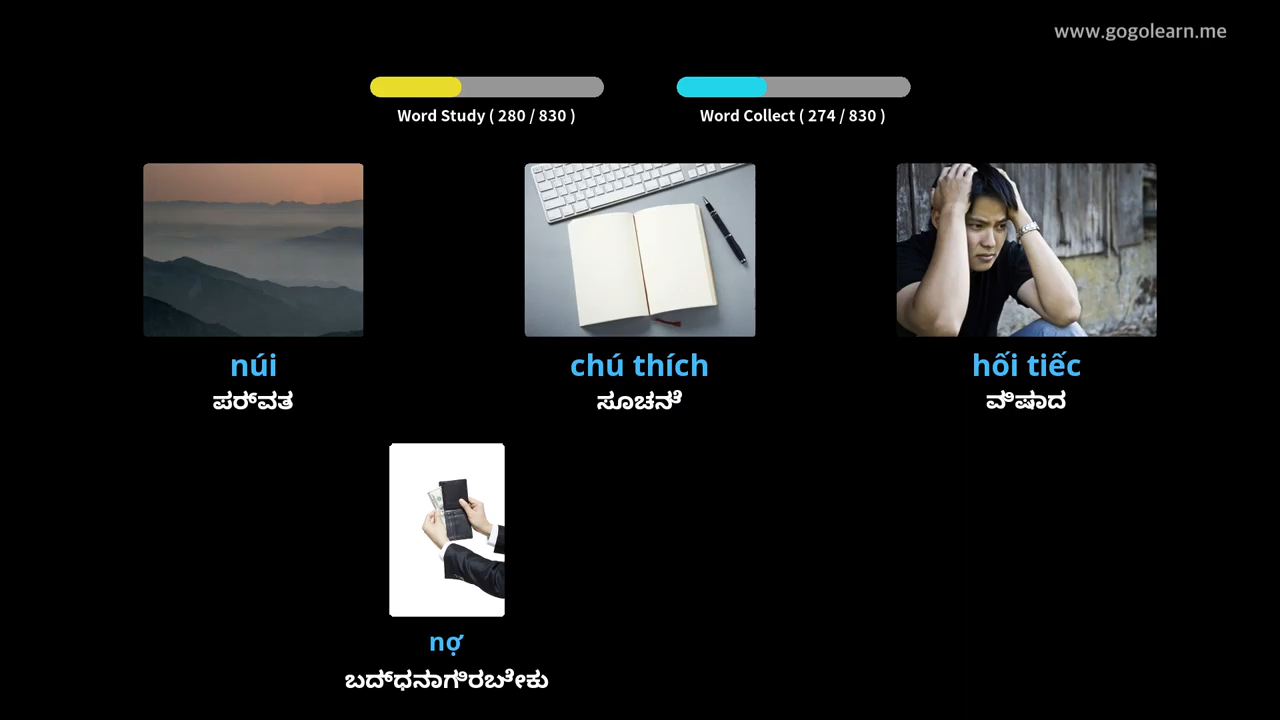 www.gogolearn.me
Word Study ( 280 / 830 )
Word Collect ( 274 / 830 )
núi
ಪರ್ವತ
chú thích
ಸೂಚನೆ
hối tiếc
ವಿಷಾದ
nợ
ಬದ್ಧನಾಗಿರಬೇಕು